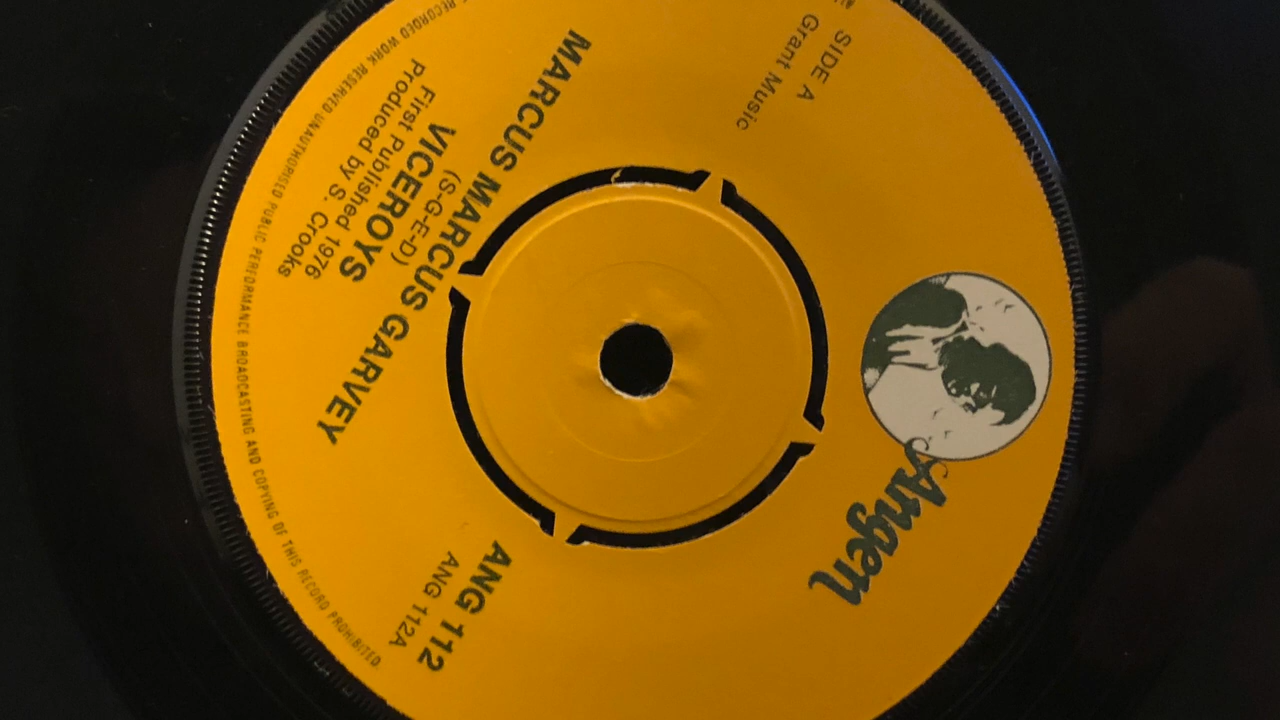 Angen
SIDE A
Grant Music
ANG 112
ANG 112A
MARCUS MARCUS GARVEY
(S-G-E-D)
VICEROYS
First Published 1976
Produced by S. Crooks
RECORDED WORK RESERVED UNAUTHORISED PUBLIC PERFORMANCE BROADCASTING AND COPYING OF THIS RECORD PROHIBITED